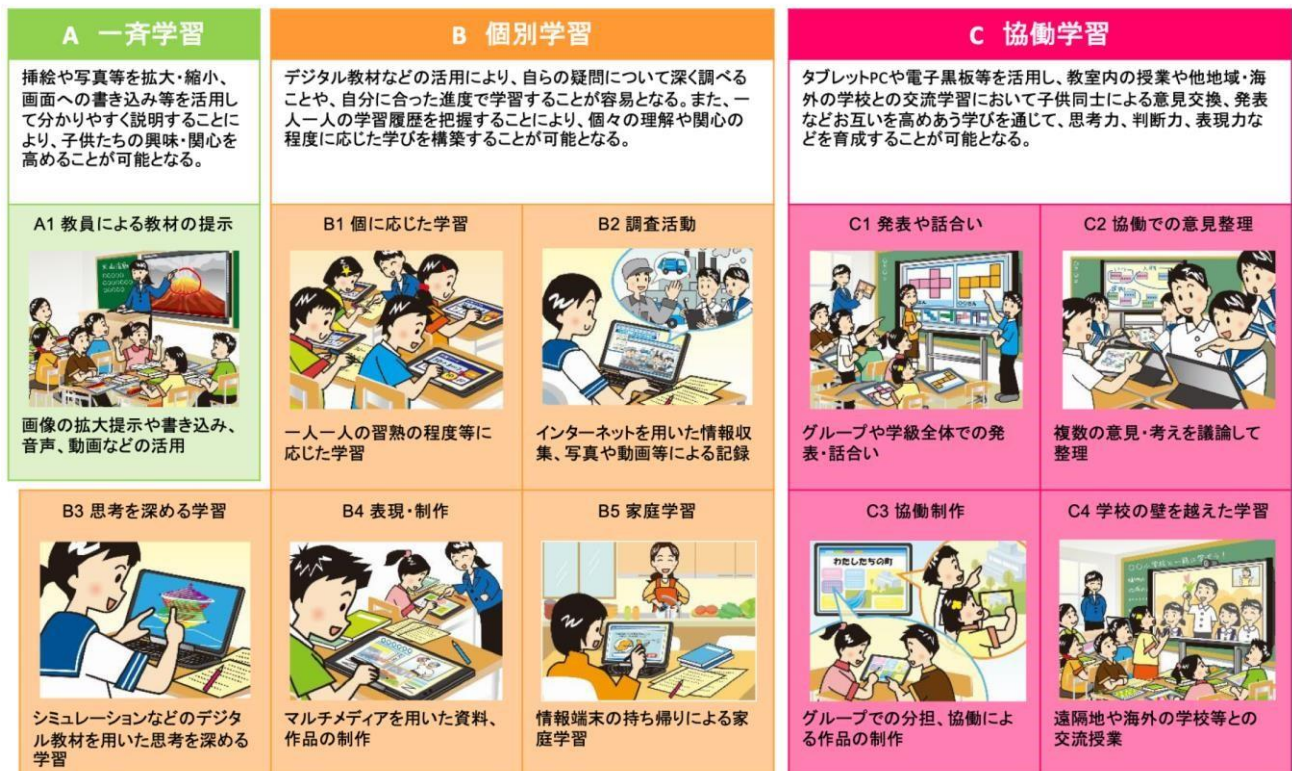 A 一斉学習
挿絵や写真等を拡大・縮小、
画面への書き込み等を活用し
て分かりやすく説明することに
より、子供たちの興味・関心を
高めることが可能となる。
B 個別学習
デジタル教材などの活用により、自らの疑問について深く調べる
ことや、自分に合った進度で学習することが容易となる。また、一
人一人の学習履歴を把握することにより、個々の理解や関心の
程度に応じた学びを構築することが可能となる。
C 協働学習
タブレットPCや電子黒板等を活用し、教室内の授業や他地域・海
外の学校との交流学習において子供同士による意見交換、発表
などお互いを高めあう学びを通じて、思考力、判断力、表現力な
どを育成することが可能となる。
A1 教員による教材の提示
画像の拡大提示や書き込み、
音声、動画などの活用
B1 個に応じた学習
一人一人の習熟の程度等に
応じた学習
B2 調査活動
インターネットを用いた情報収
集、写真や動画等による記録
C1 発表や話合い
グループや学級全体での発
表・話合い
C2 協働での意見整理
複数の意見・考えを議論して
整理
B3 思考を深める学習
シミュレーションなどのデジタ
ル教材を用いた思考を深める
学習
B4 表現・制作
マルチメディアを用いた資料、
作品の制作
B5 家庭学習
情報端末の持ち帰りによる家
庭学習
C3 協働制作
わたしたちの町
グループでの分担、協働によ
る作品の制作
C4 学校の壁を越えた学習
遠隔地や海外の学校等との
交流授業